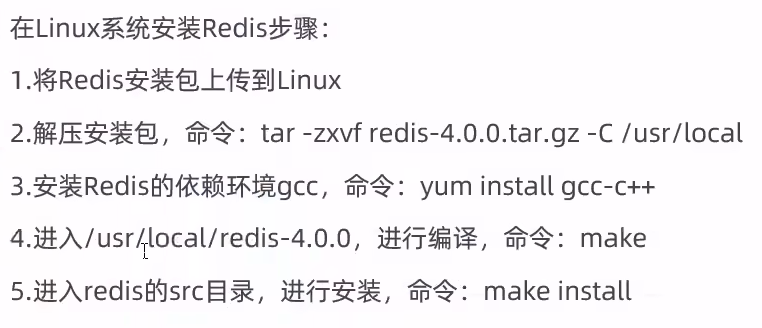 在Linux系统安装Redis步骤：
1.将Redis安装包上传到Linux
2.解压安装包，命令：tar -zxvf redis-4.0.0.tar.gz -C /usr/local
3.安装Redis的依赖环境gcc，命令：yum install gcc-c++
4.进入/usr/local/redis-4.0.0，进行编译，命令：make
5.进入redis的src目录，进行安装，命令：make install